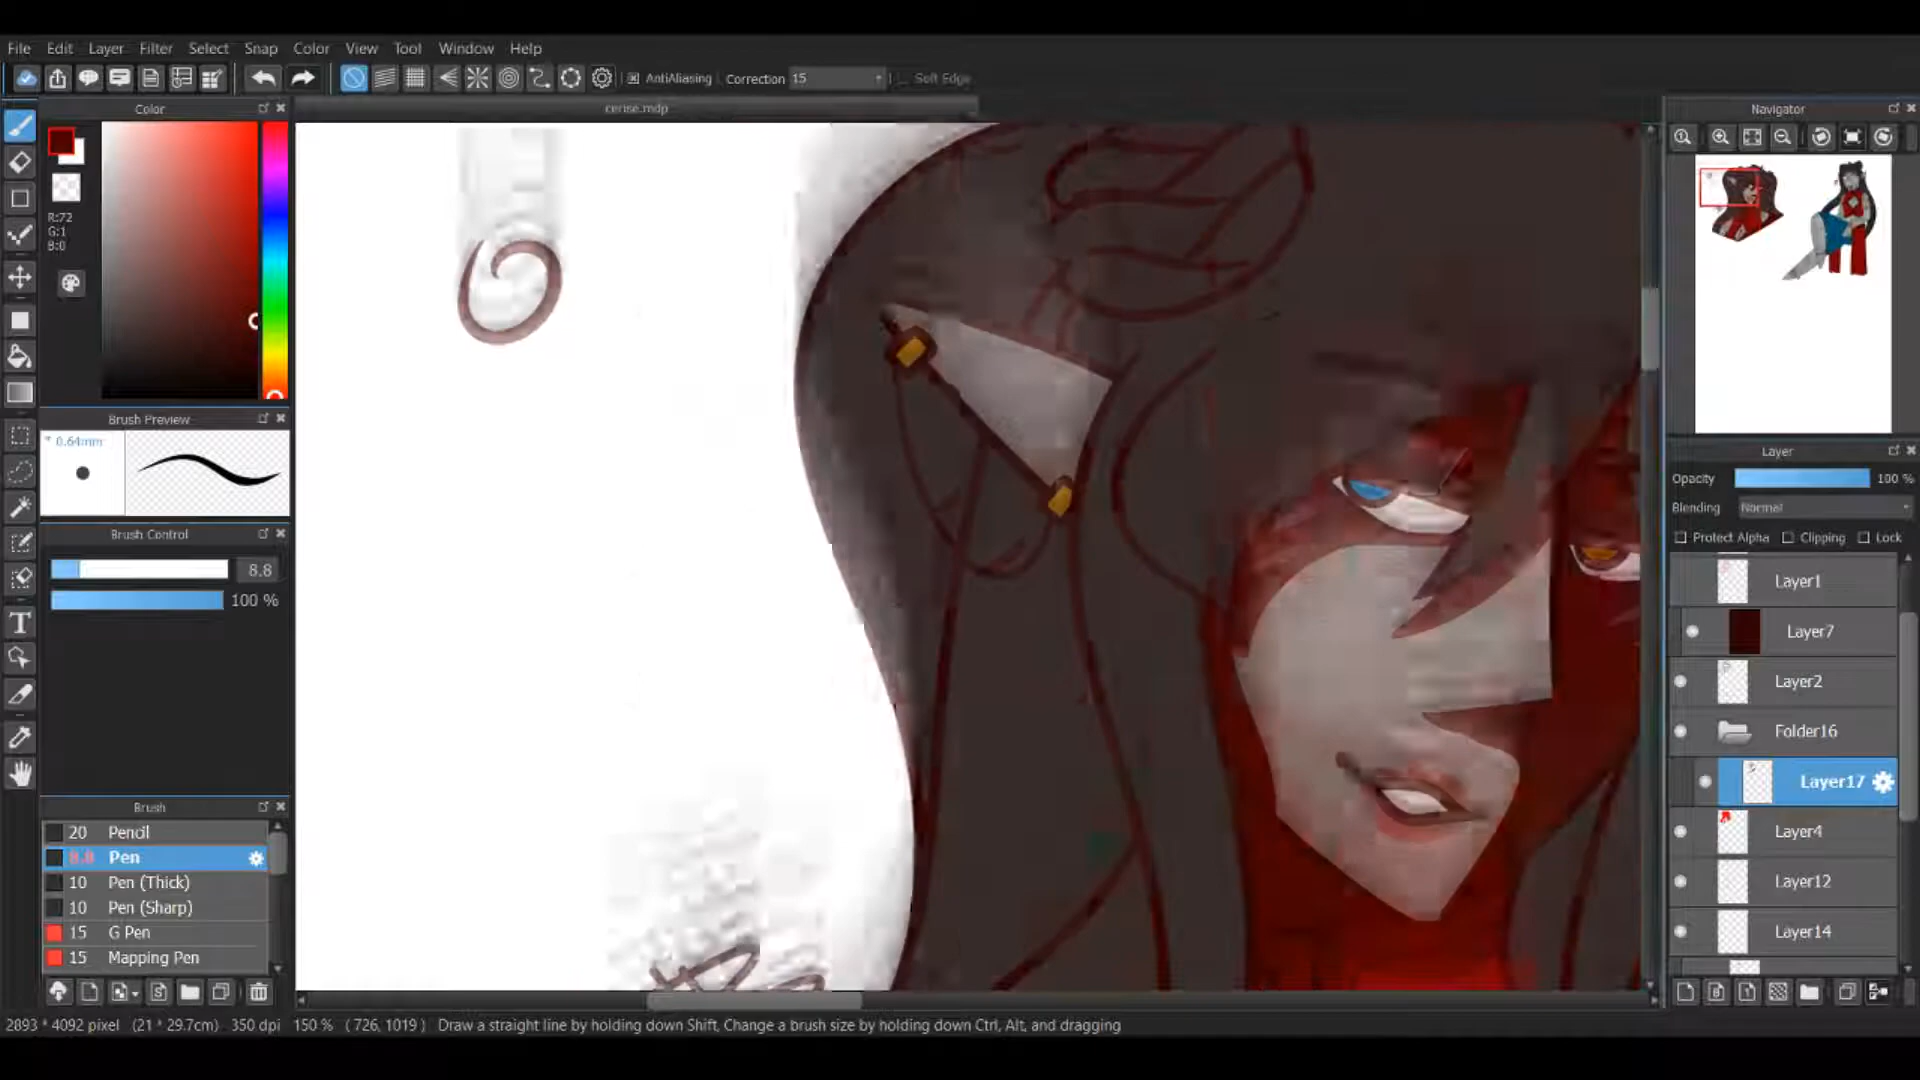 File Edit Layer Filter Select Snap Color View Tool Window Help
AntiAliasing Correction 15 Soft Edge
Color
cerise.mdp
Navigator
R:72
G:1
B:0
Brush Preview
0.64mm
Brush Control
8.8
100 %
Brush
20 Pencil
8.8 Pen
10 Pen (Thick)
10 Pen (Sharp)
15 G Pen
15 Mapping Pen
Layer
Opacity 100 %
Blending Normal
Protect Alpha Clipping Lock
Layer1
Layer7
Layer2
Folder16
Layer17
Layer4
Layer12
Layer14
2893 * 4092 pixel (21 * 29.7cm) 350 dpi 150 % ( 726, 1019 ) Draw a straight line by holding down Shift, Change a brush size by holding down Ctrl, Alt, and dragging